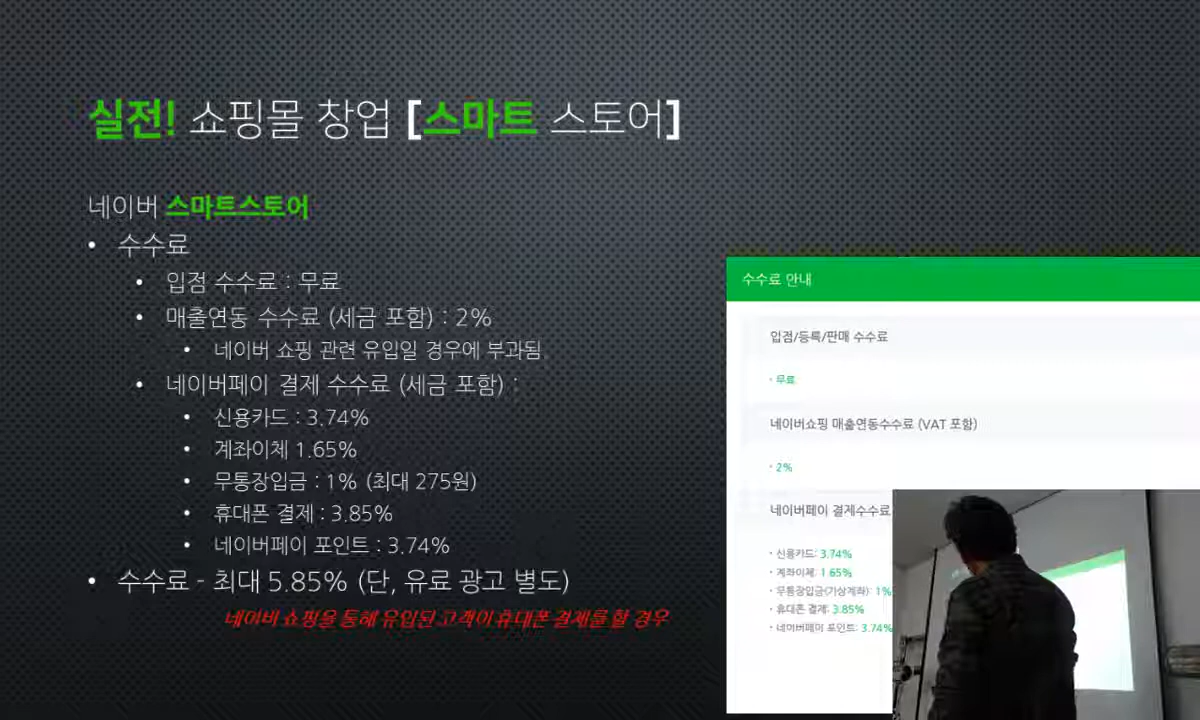 실전! 쇼핑몰 창업 [스마트 스토어]
네이버 스마트스토어
• 수수료
• 입점 수수료 : 무료
• 매출연동 수수료 (세금 포함) : 2%
• 네이버 쇼핑 관련 유입일 경우에 부과됨.
• 네이버페이 결제 수수료 (세금 포함) :
• 신용카드 : 3.74%
• 계좌이체 1.65%
• 무통장입금 : 1% (최대 275원)
• 휴대폰 결제 : 3.85%
• 네이버페이 포인트 : 3.74%
• 수수료 - 최대 5.85% (단, 유료 광고 별도)
네이버 쇼핑을 통해 유입된 고객이 휴대폰 결제를 할 경우
수수료 안내
입점/등록/판매 수수료
· 무료
네이버쇼핑 매출연동수수료 (VAT 포함)
· 2%
네이버페이 결제수수료
· 신용카드: 3.74%
· 계좌이체: 1.65%
· 무통장입금(가상계좌): 1%
· 휴대폰 결제: 3.85%
· 네이버페이 포인트: 3.74%